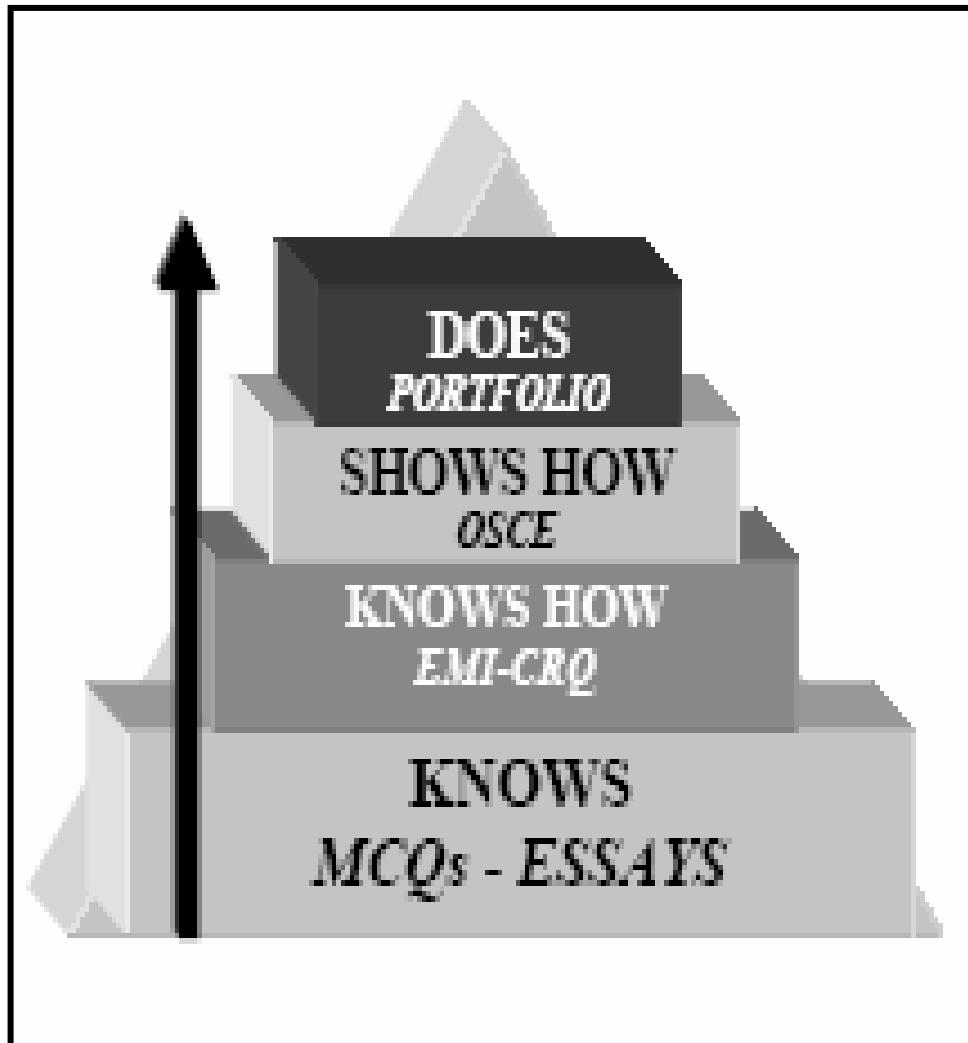 DOES
PORTFOLIO
SHOWS HOW
OSCE
KNOWS HOW
EMI-CRQ
KNOWS
MCQs - ESSAYS